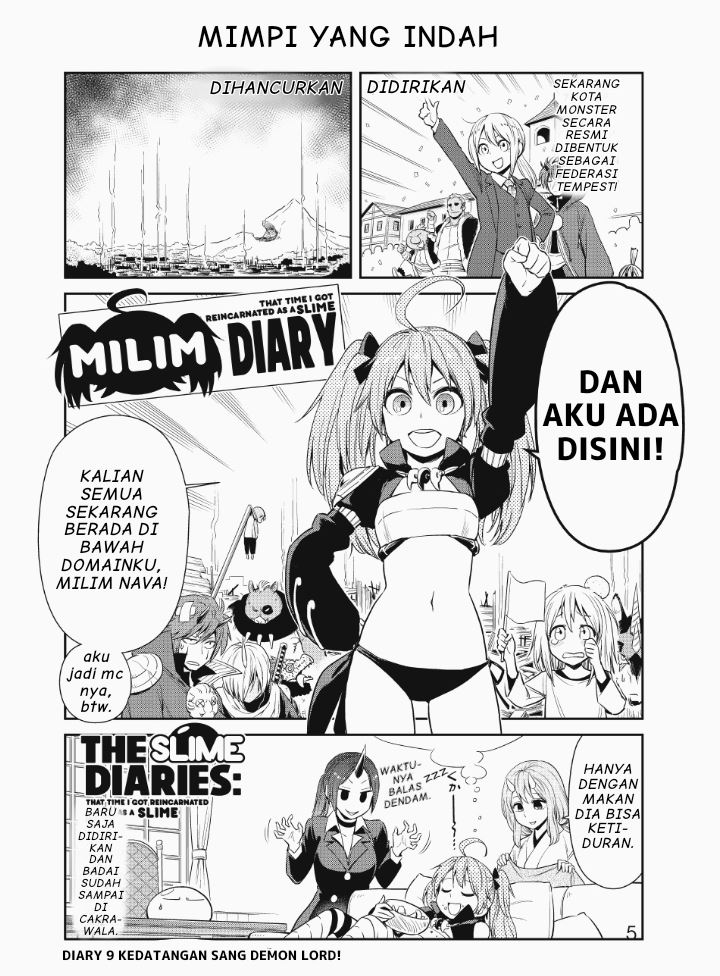 MIMPI YANG INDAH
DIHANCURKAN
DIDIRIKAN
SEKARANG
KOTA
MONSTER
SECARA
RESMI
DIBENTUK
SEBAGAI
FEDERASI
TEMPEST!
THAT TIME I GOT
REINCARNATED AS A SLIME
MILIM
DIARY
DAN
AKU ADA
DISINI!
KALIAN
SEMUA
SEKARANG
BERADA DI
BAWAH
DOMAINKU,
MILIM NAVA!
aku
jadi mc
nya,
btw.
THE SLIME
DIARIES:
THAT TIME I GOT REINCARNATED
AS A SLIME
BARU
SAJA
DIDIRI-
KAN
DAN
BADAI
SUDAH
SAMPAI
DI
CAKRA-
WALA.
WAKTU-
NYA
BALAS
DENDAM.
ZZZ
HANYA
DENGAN
MAKAN
DIA BISA
KETI-
DURAN.
5
DIARY 9 KEDATANGAN SANG DEMON LORD!